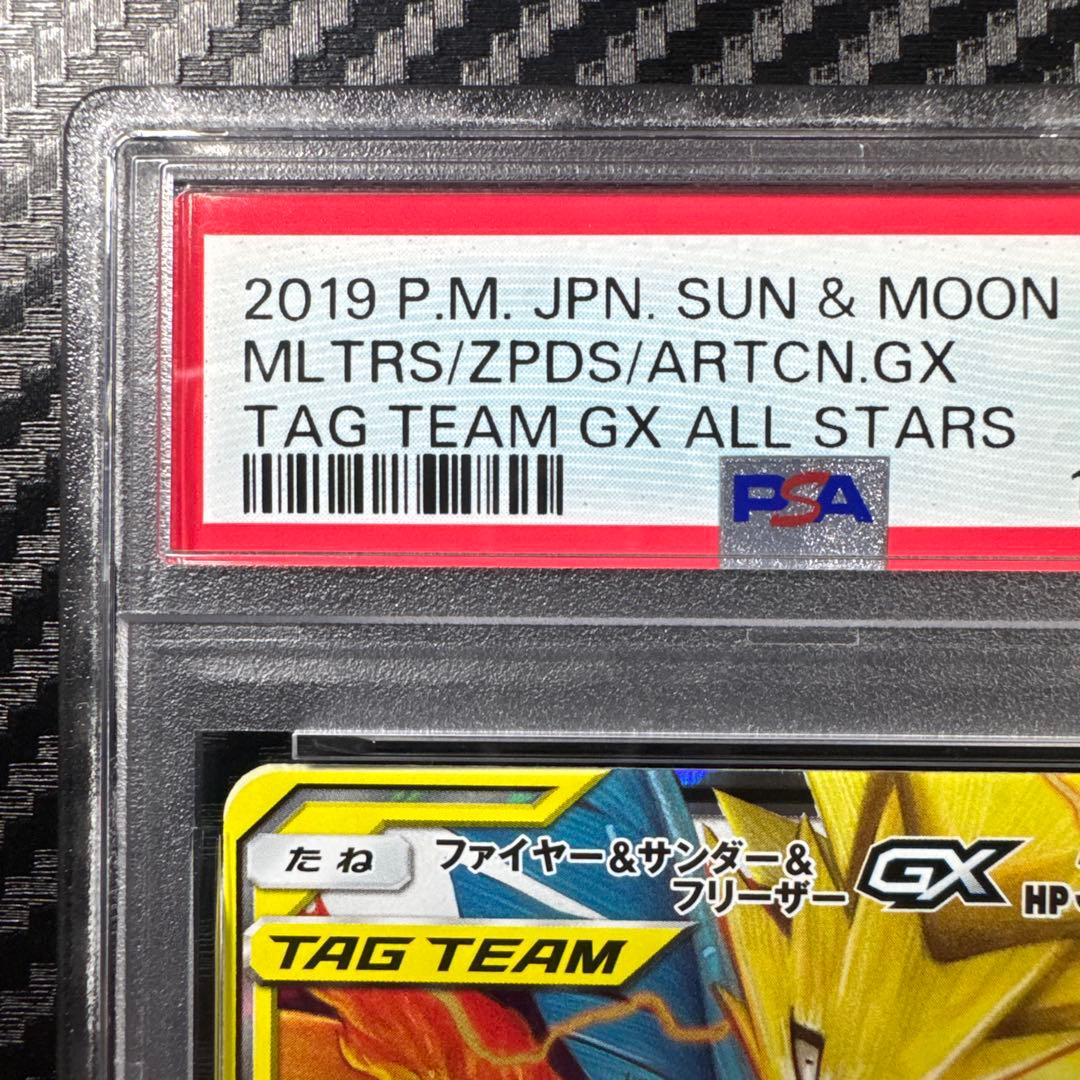 2019 P.M. JPN. SUN & MOON
MLTRS/ZPDS/ARTCN.GX
TAG TEAM GX ALL STARS
PSA
たね
ファイヤー&サンダー&
フリーザー GX HP
TAG TEAM